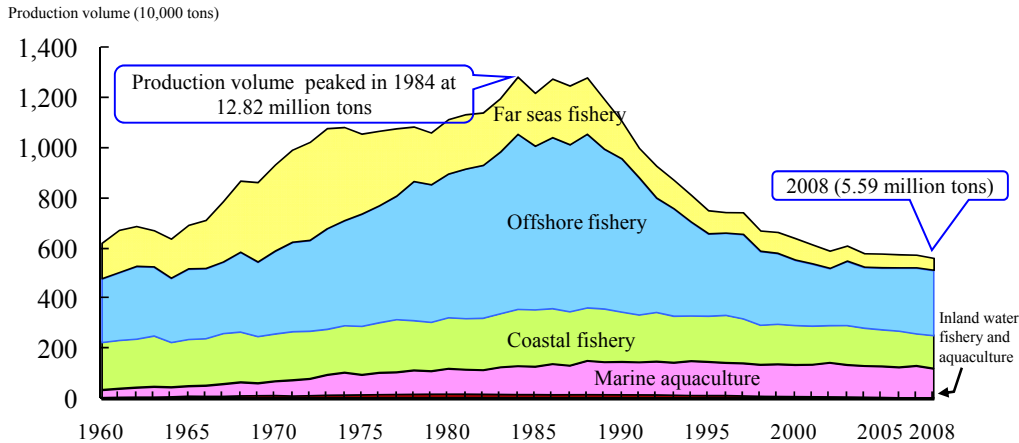 Production volume (10,000 tons)
1,400
1,200
1,000
800
600
400
200
0
Production volume peaked in 1984 at
12.82 million tons
Far seas fishery
2008 (5.59 million tons)
Offshore fishery
Coastal fishery
Marine aquaculture
Inland water
fishery and
aquaculture
1960 1965 1970 1975 1980 1985 1990 1995 2000 2005 2008